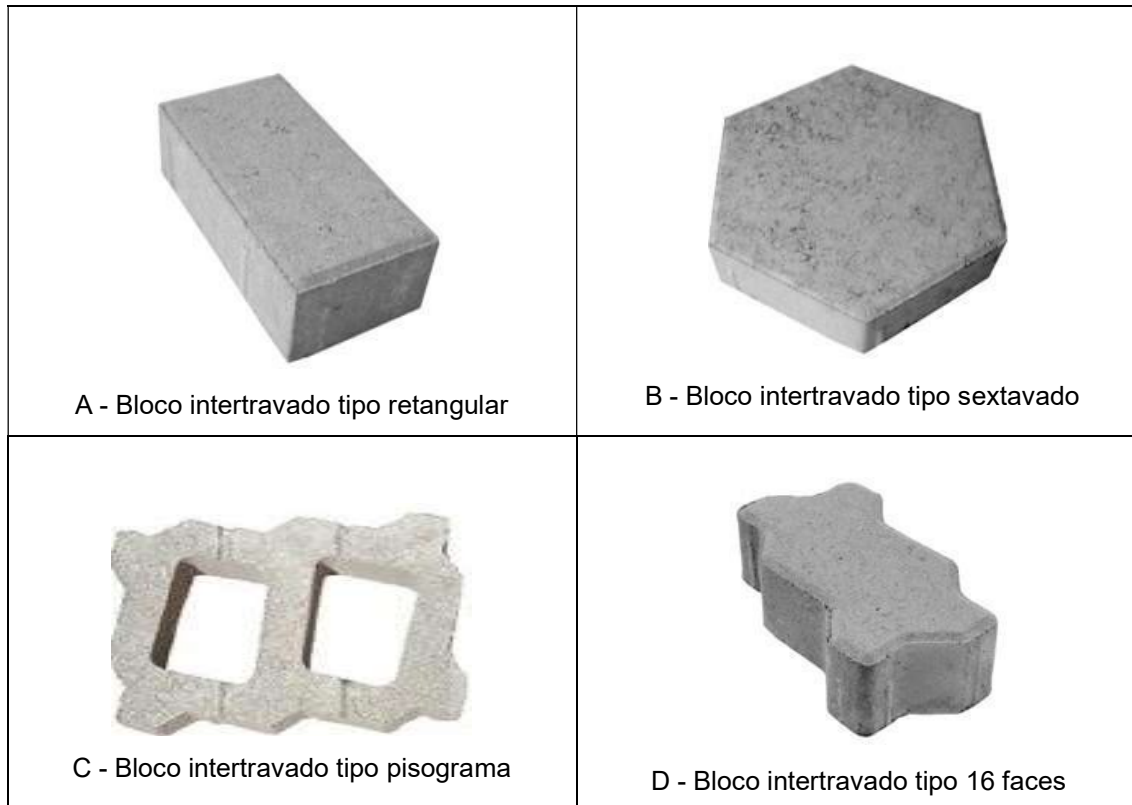 A - Bloco intertravado tipo retangular
B - Bloco intertravado tipo sextavado
C - Bloco intertravado tipo pisograma
D - Bloco intertravado tipo 16 faces